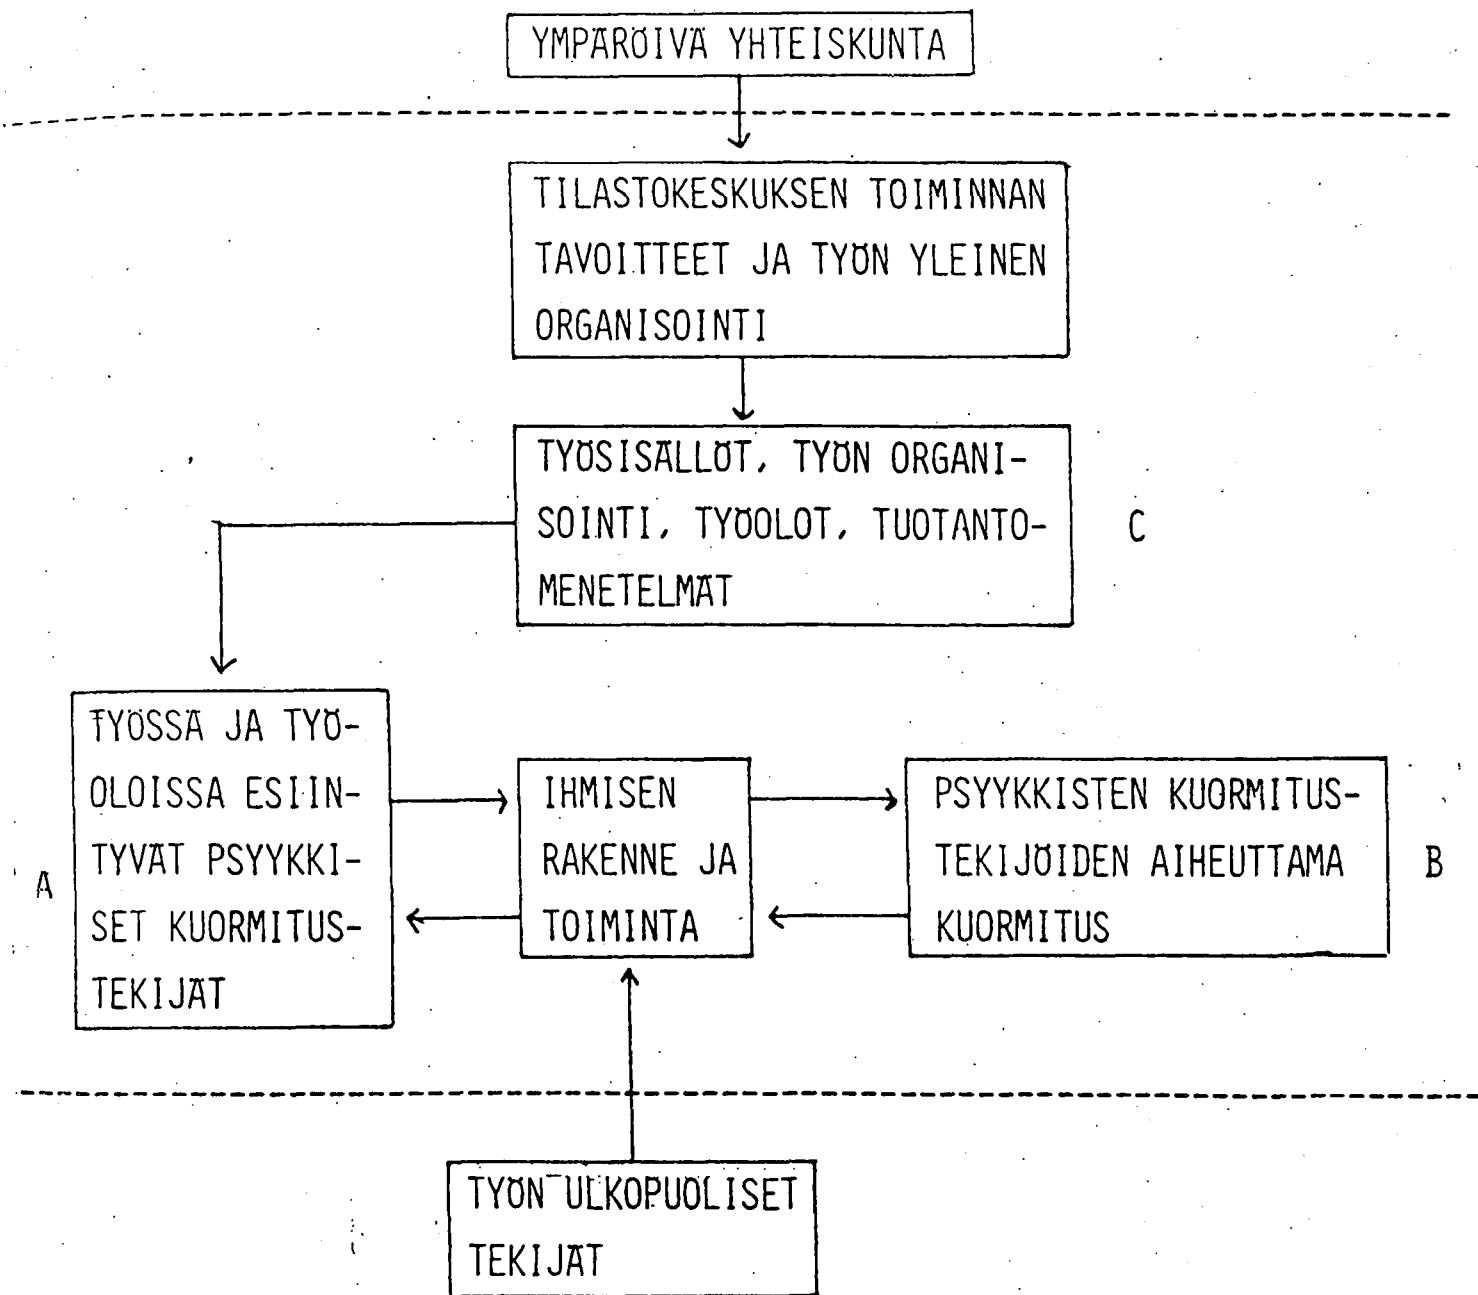 YMPÄRÖIVÄ YHTEISKUNTA
TILASTOKESKUKSEN TOIMINNAN
TAVOITTEET JA TYÖN YLEINEN
ORGANISOINTI
TYÖSISÄLLÖT, TYÖN ORGANI-
SOINTI, TYÖOLOT, TUOTANTO-
MENETELMÄT
C
A
TYÖSSÄ JA TYÖ-
OLOISSA ESIIN-
TYVÄT PSYYKKI-
SET KUORMITUS-
TEKIJÄT
IHMISEN
RAKENNE JA
TOIMINTA
PSYYKKISTEN KUORMITUS-
TEKIJÖIDEN AIHEUTTAMA
KUORMITUS
B
TYÖN ULKOPUOLISET
TEKIJÄT